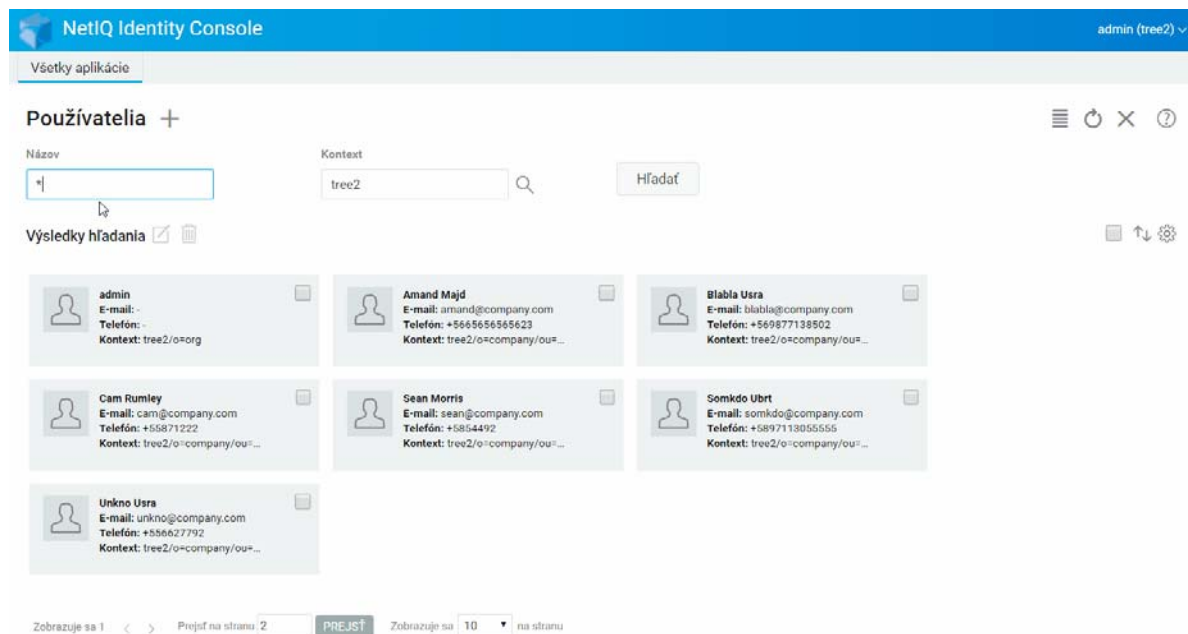 NetIQ Identity Console
admin (tree2)
Všetky aplikácie
Používatelia
Názov
Kontext
*
tree2
Hľadať
Výsledky hľadania
admin
E-mail: -
Telefón: -
Kontext: tree2/o=org
Amand Majd
E-mail: amand@company.com
Telefón: +5665656565623
Kontext: tree2/o=company/ou=...
Blabla Usra
E-mail: blabla@company.com
Telefón: +569877138502
Kontext: tree2/o=company/ou=...
Cam Rumley
E-mail: cam@company.com
Telefón: +55871222
Kontext: tree2/o=company/ou=...
Sean Morris
E-mail: sean@company.com
Telefón: +5854492
Kontext: tree2/o=company/ou=...
Somkdo Ubrt
E-mail: somkdo@company.com
Telefón: +5897113055555
Kontext: tree2/o=company/ou=...
Unkno Usra
E-mail: unkno@company.com
Telefón: +556627792
Kontext: tree2/o=company/ou=...
Zobrazuje sa 1 < > Prejsť na stranu 2 PREJSŤ Zobrazuje sa 10 na stranu